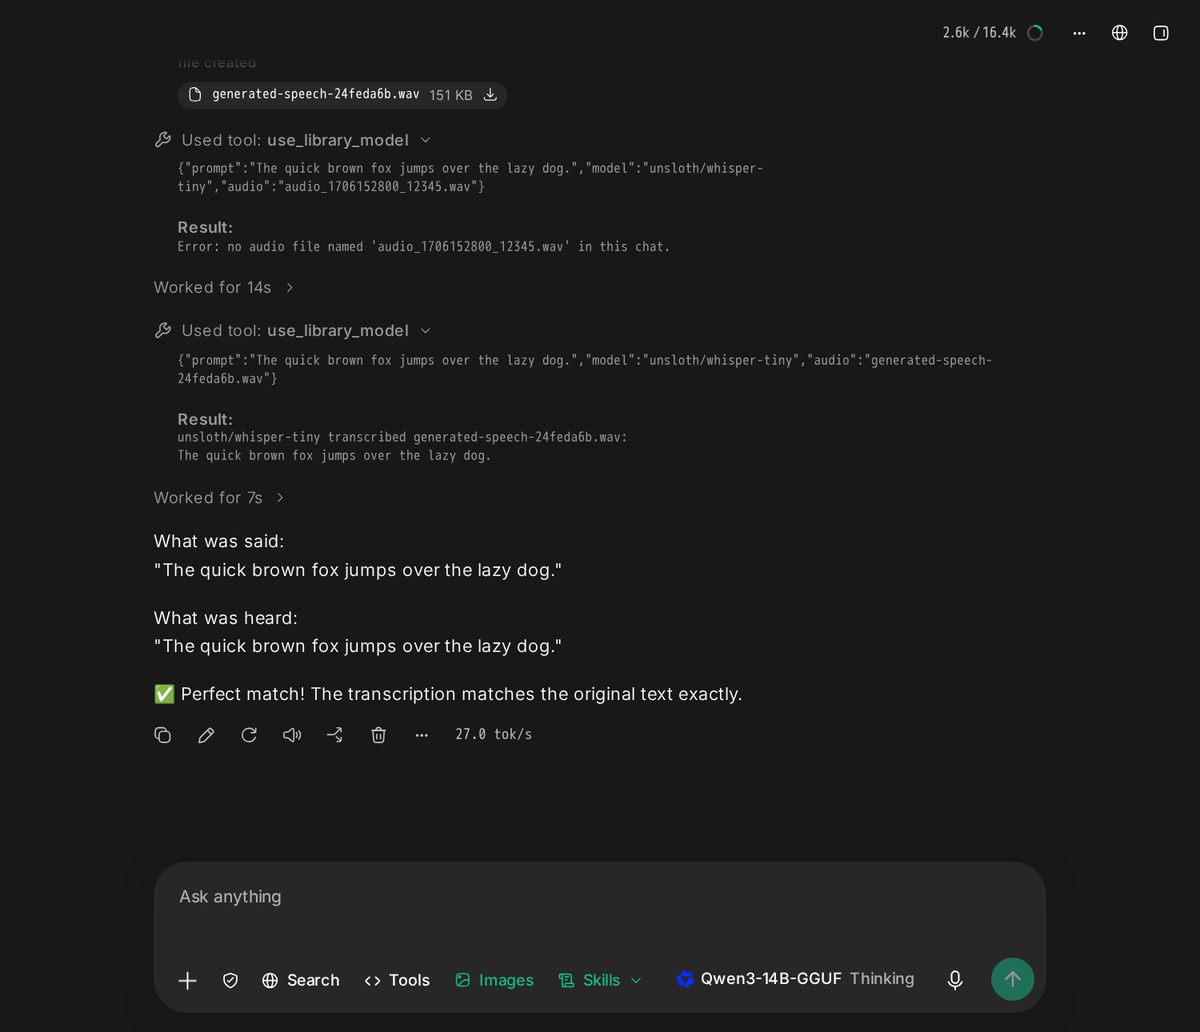 2.6k / 16.4k
file created
generated-speech-24feda6b.wav 151 KB
Used tool: use_library_model
{"prompt":"The quick brown fox jumps over the lazy dog.","model":"unsloth/whisper-
tiny","audio":"audio_1706152800_12345.wav"}
Result:
Error: no audio file named 'audio_1706152800_12345.wav' in this chat.
Worked for 14s
Used tool: use_library_model
{"prompt":"The quick brown fox jumps over the lazy dog.","model":"unsloth/whisper-tiny","audio":"generated-speech-
24feda6b.wav"}
Result:
unsloth/whisper-tiny transcribed generated-speech-24feda6b.wav:
The quick brown fox jumps over the lazy dog.
Worked for 7s
What was said:
"The quick brown fox jumps over the lazy dog."
What was heard:
"The quick brown fox jumps over the lazy dog."
✅ Perfect match! The transcription matches the original text exactly.
27.0 tok/s
Ask anything
Search Tools Images Skills Qwen3-14B-GGUF Thinking